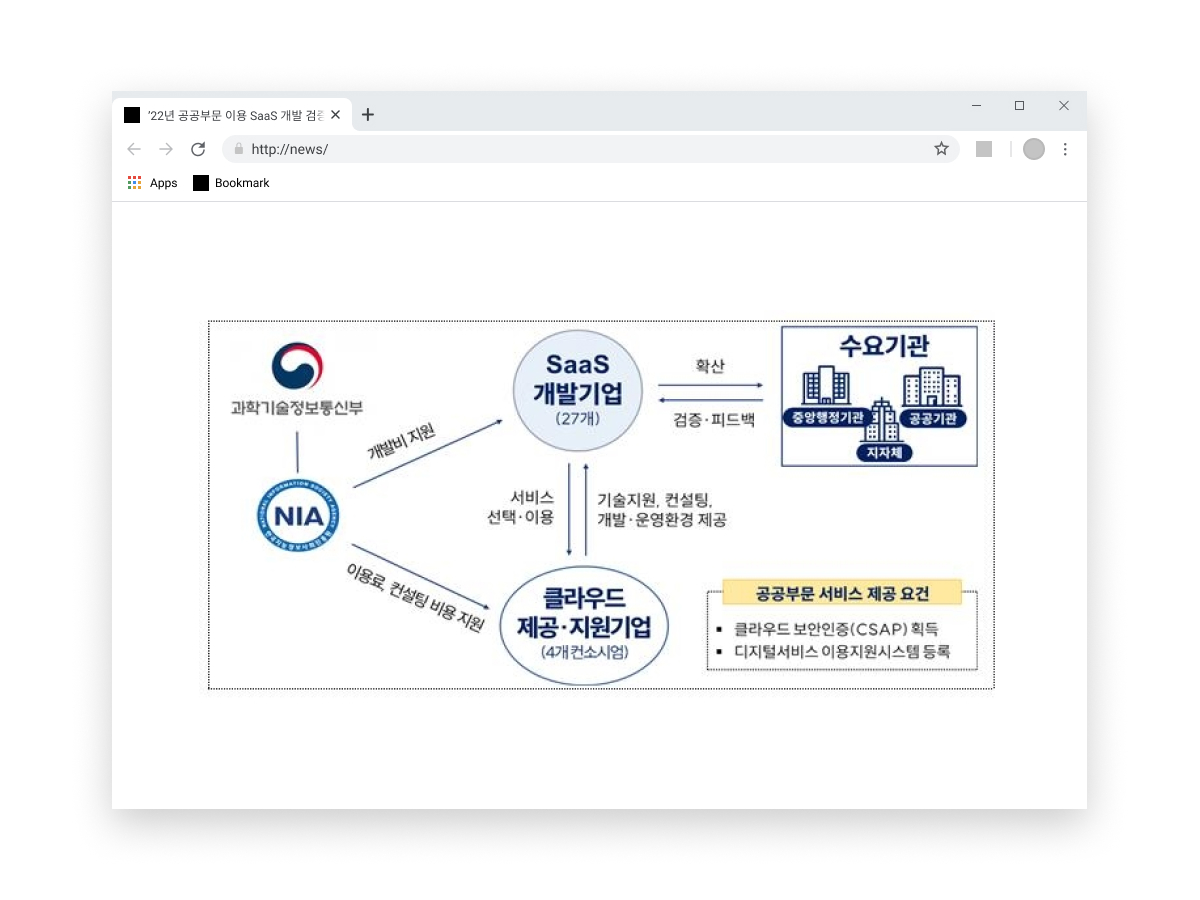 '22년 공공부문 이용 SaaS 개발 검증
http://news/
Apps
Bookmark
과학기술정보통신부
NATIONAL INFORMATION SOCIETY AGENCY
NIA
한국지능정보사회진흥원
개발비 지원
이용료, 컨설팅 비용 지원
SaaS
개발기업
(27개)
확산
검증·피드백
수요기관
중앙행정기관
공공기관
지자체
서비스
선택·이용
기술지원, 컨설팅,
개발·운영환경 제공
클라우드
제공·지원기업
(4개 컨소시엄)
공공부문 서비스 제공 요건
▪ 클라우드 보안인증(CSAP) 획득
▪ 디지털서비스 이용지원시스템 등록